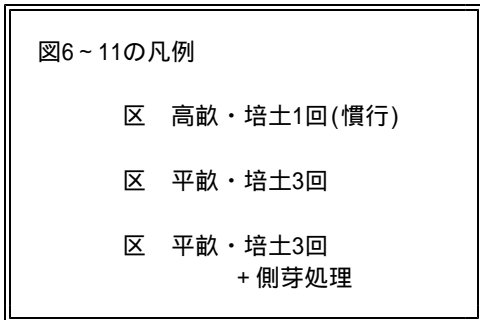 図6~11の凡例
区 高畝・培土1回(慣行)
区 平畝・培土3回
区 平畝・培土3回
+側芽処理